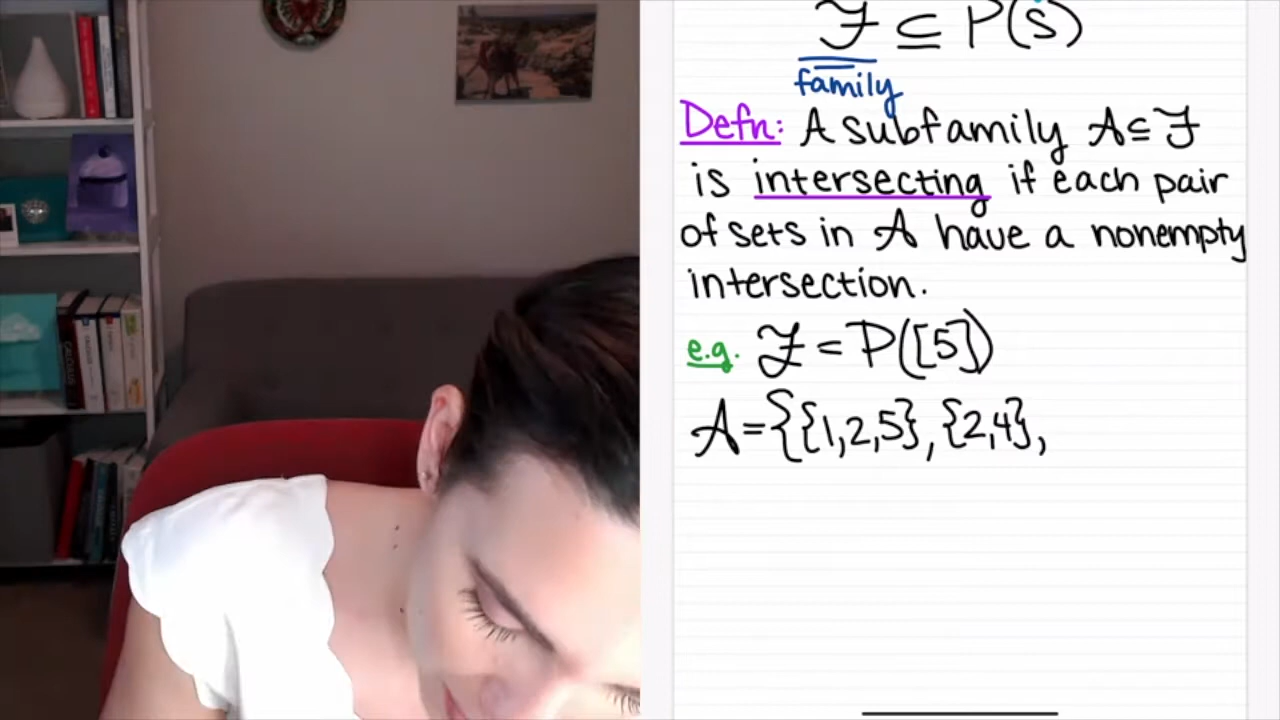 ℱ ⊆ P(s)
family
Defn: A subfamily 𝒜⊆ℱ
is intersecting if each pair
of sets in 𝒜 have a nonempty
intersection.
e.g. ℱ = P([5])
𝒜={{1,2,5},{2,4},